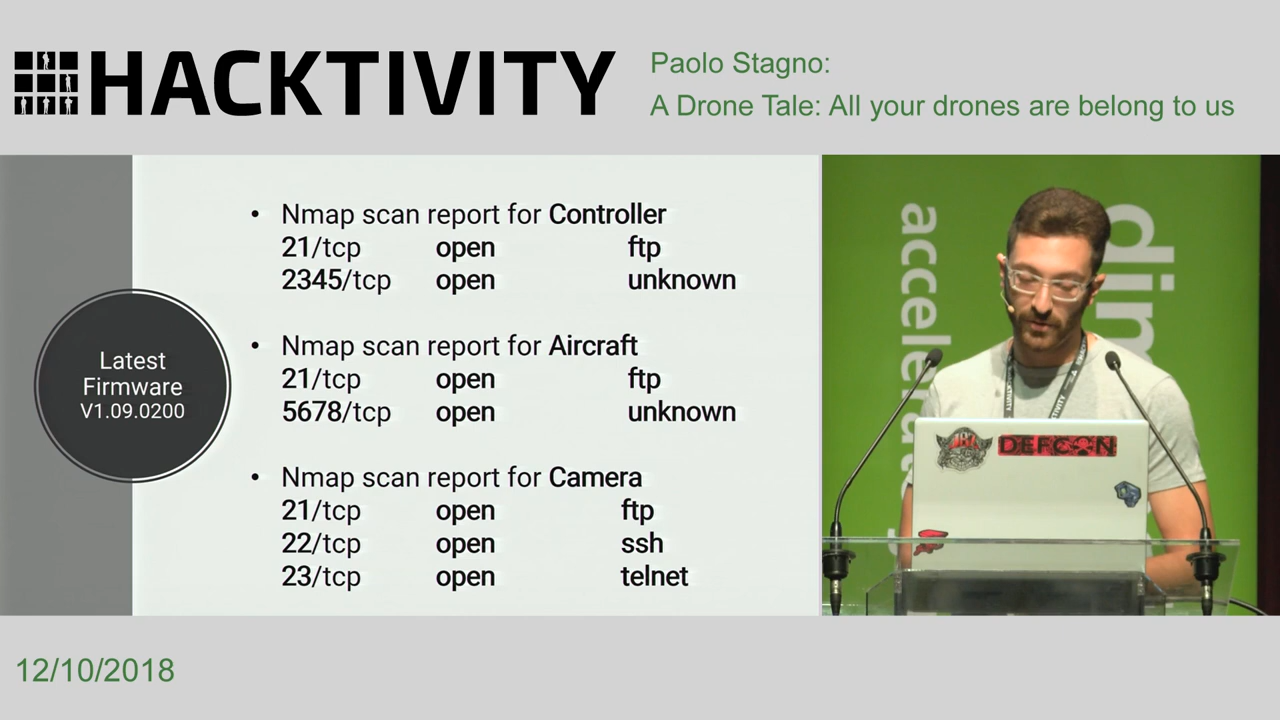 HACKTIVITY
Paolo Stagno:
A Drone Tale: All your drones are belong to us
Latest
Firmware
V1.09.0200
• Nmap scan report for Controller
21/tcp open ftp
2345/tcp open unknown
• Nmap scan report for Aircraft
21/tcp open ftp
5678/tcp open unknown
• Nmap scan report for Camera
21/tcp open ftp
22/tcp open ssh
23/tcp open telnet
DEFCON
12/10/2018